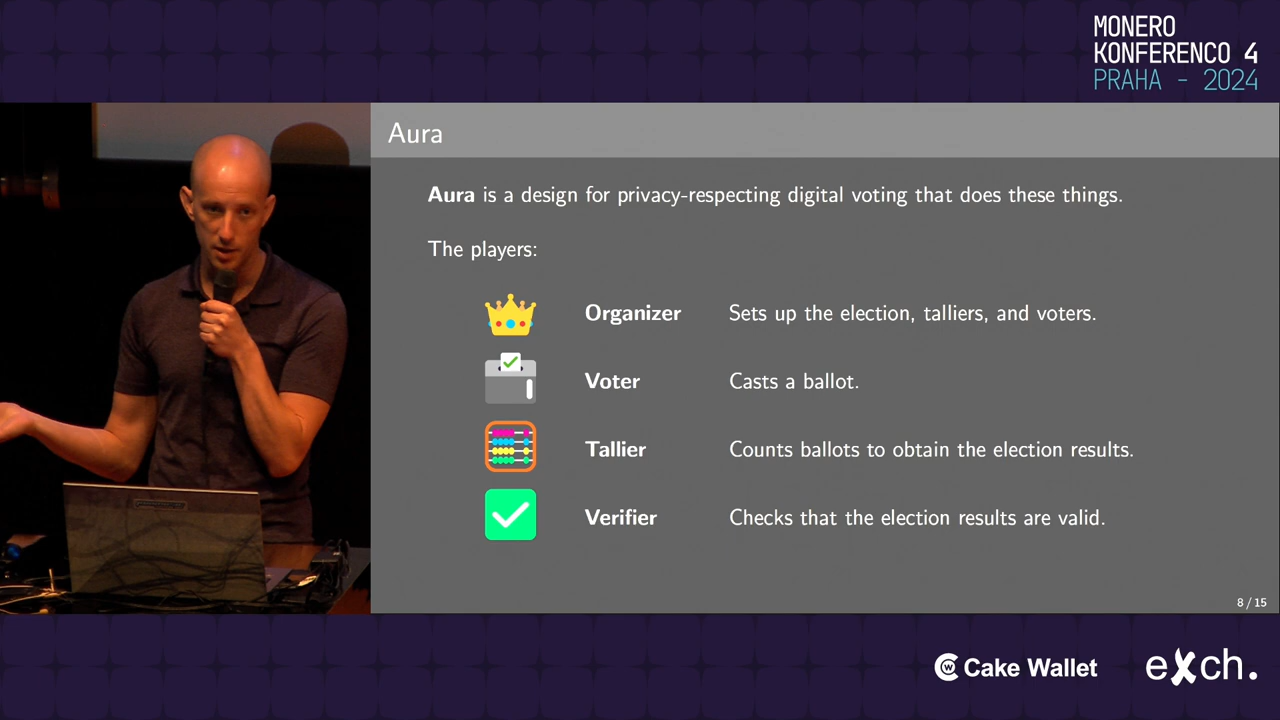 MONERO
KONFERENCO 4
PRAHA - 2024
Aura
Aura is a design for privacy-respecting digital voting that does these things.
The players:
Organizer Sets up the election, talliers, and voters.
Voter Casts a ballot.
Tallier Counts ballots to obtain the election results.
Verifier Checks that the election results are valid.
8 / 15
Cake Wallet
exch.